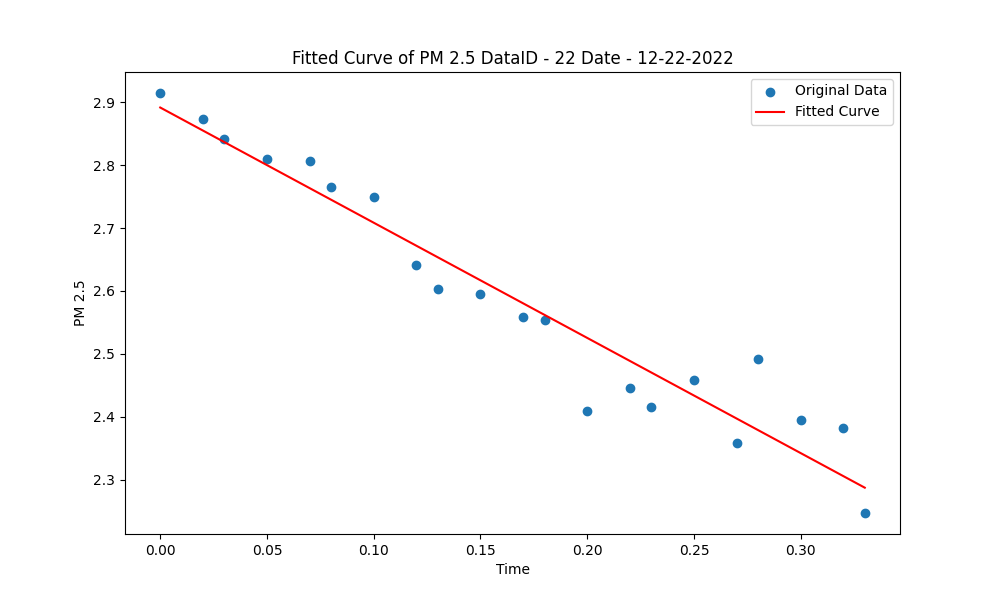 Fitted Curve of PM 2.5 DataID - 22 Date - 12-22-2022
Original Data
Fitted Curve
2.9
2.8
2.7
2.6
2.5
2.4
2.3
PM 2.5
0.00 0.05 0.10 0.15 0.20 0.25 0.30
Time